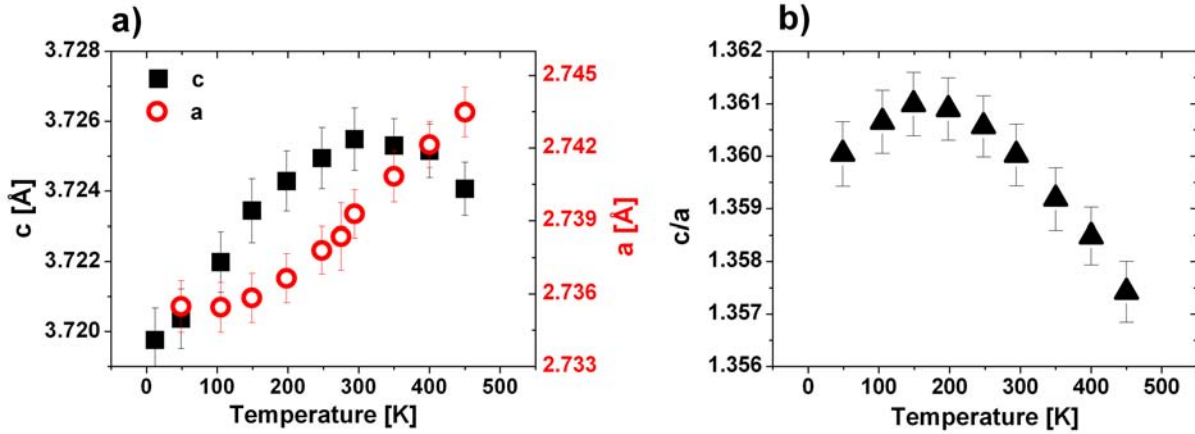 a)
3.728
3.726
3.724
3.722
3.720
c [Å]
c
a
2.745
2.742
2.739
2.736
2.733
a [Å]
0 100 200 300 400 500
Temperature [K]
b)
1.362
1.361
1.360
1.359
1.358
1.357
1.356
c/a
0 100 200 300 400 500
Temperature [K]